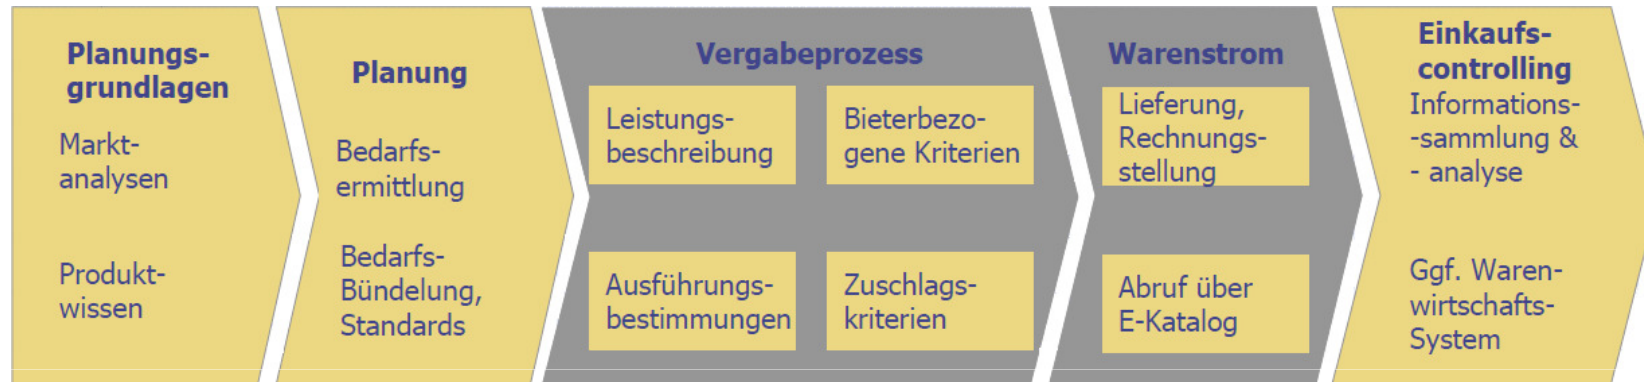 Planungs-
grundlagen
Markt-
analysen
Produkt-
wissen
Planung
Bedarfs-
ermittlung
Bedarfs-
Bündelung,
Standards
Vergabeprozess
Leistungs-
beschreibung
Bieterbezo-
gene Kriterien
Ausführungs-
bestimmungen
Zuschlags-
kriterien
Warenstrom
Lieferung,
Rechnungs-
stellung
Abruf über
E-Katalog
Einkaufs-
controlling
Informations-
-sammlung &
- analyse
Ggf. Waren-
wirtschafts-
System